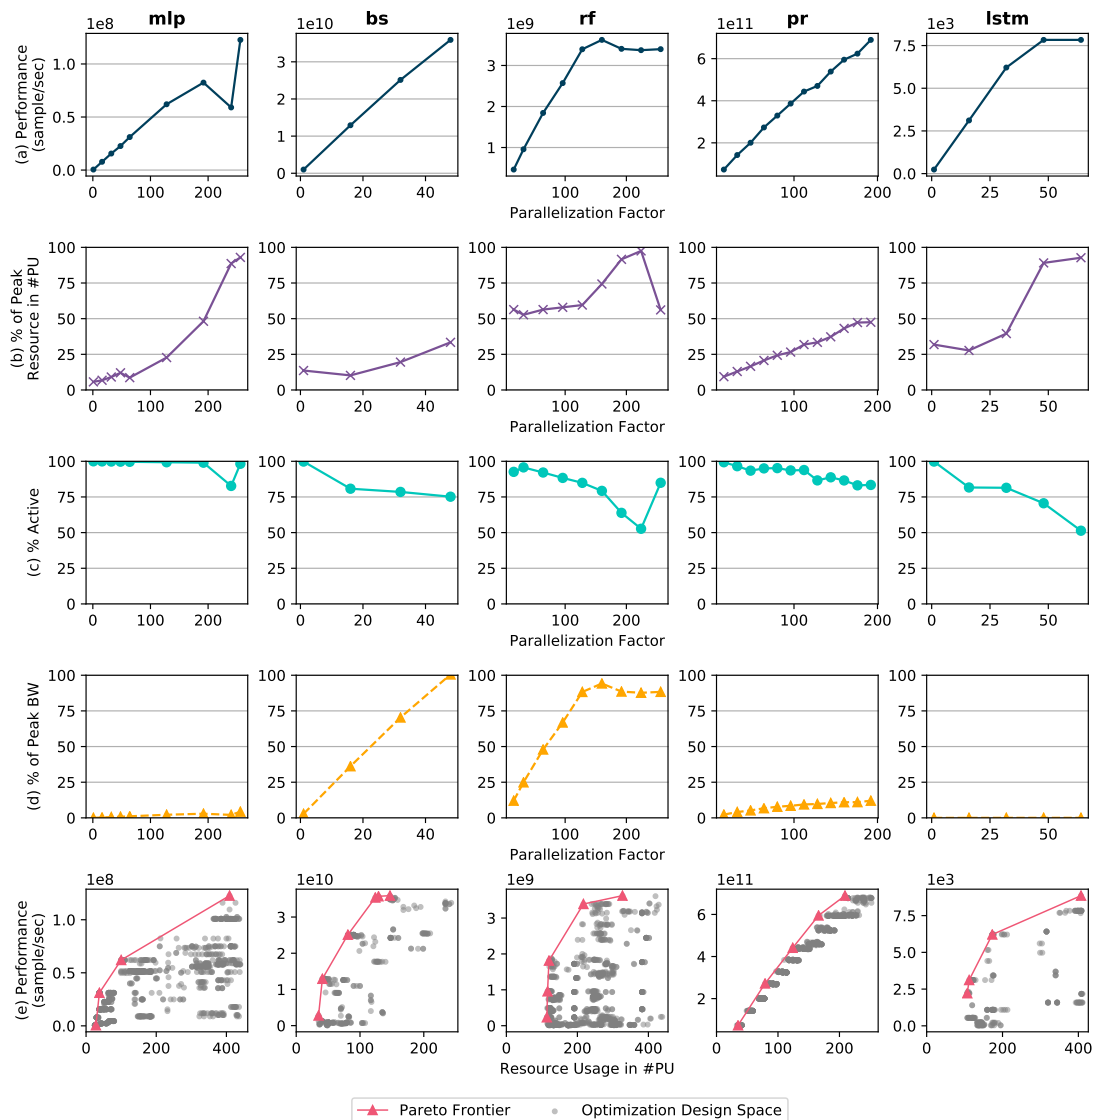 mlp bs rf pr lstm
1e8 1e10 1e9 1e11 1e3
(a) Performance
(sample/sec)
1.0 3 3 6 7.5
0.5 2 2 4 5.0
0.0 1 1 2 2.5
0 0.0
0 100 200 0 20 40 0 100 200 0 100 200 0 25 50
Parallelization Factor
(b) % of Peak
Resource in #PU
100 100 100 100 100
75 75 75 75 75
50 50 50 50 50
25 25 25 25 25
0 0 0 0 0
0 100 200 0 20 40 0 100 200 0 100 200 0 25 50
Parallelization Factor
(c) % Active
100 100 100 100 100
75 75 75 75 75
50 50 50 50 50
25 25 25 25 25
0 0 0 0 0
0 100 200 0 20 40 0 100 200 0 100 200 0 25 50
Parallelization Factor
(d) % of Peak BW
100 100 100 100 100
75 75 75 75 75
50 50 50 50 50
25 25 25 25 25
0 0 0 0 0
0 100 200 0 20 40 0 100 200 100 200 0 25 50
Parallelization Factor
1e8 1e10 1e9 1e11 1e3
(e) Performance
(sample/sec)
1.0 3 3 6 7.5
0.5 2 2 4 5.0
0.0 1 1 2 2.5
0 0 0.0
0 200 400 0 100 200 0 200 400 0 100 200 0 200 400
Resource Usage in #PU
Pareto Frontier Optimization Design Space